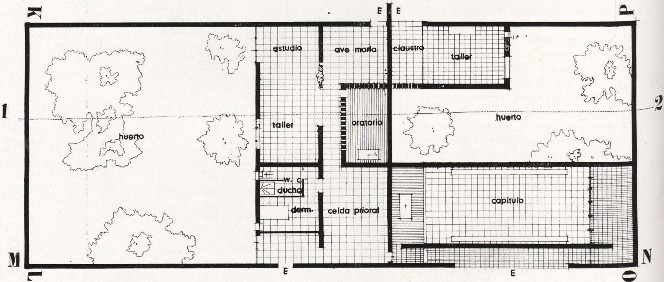 K
E E
P
estudio
ave maria
claustro
taller
1
2
huerto
taller
oratorio
huerto
w. c.
ducha
dorm.
celda prioral
capitulo
M
N
L
E
E
O